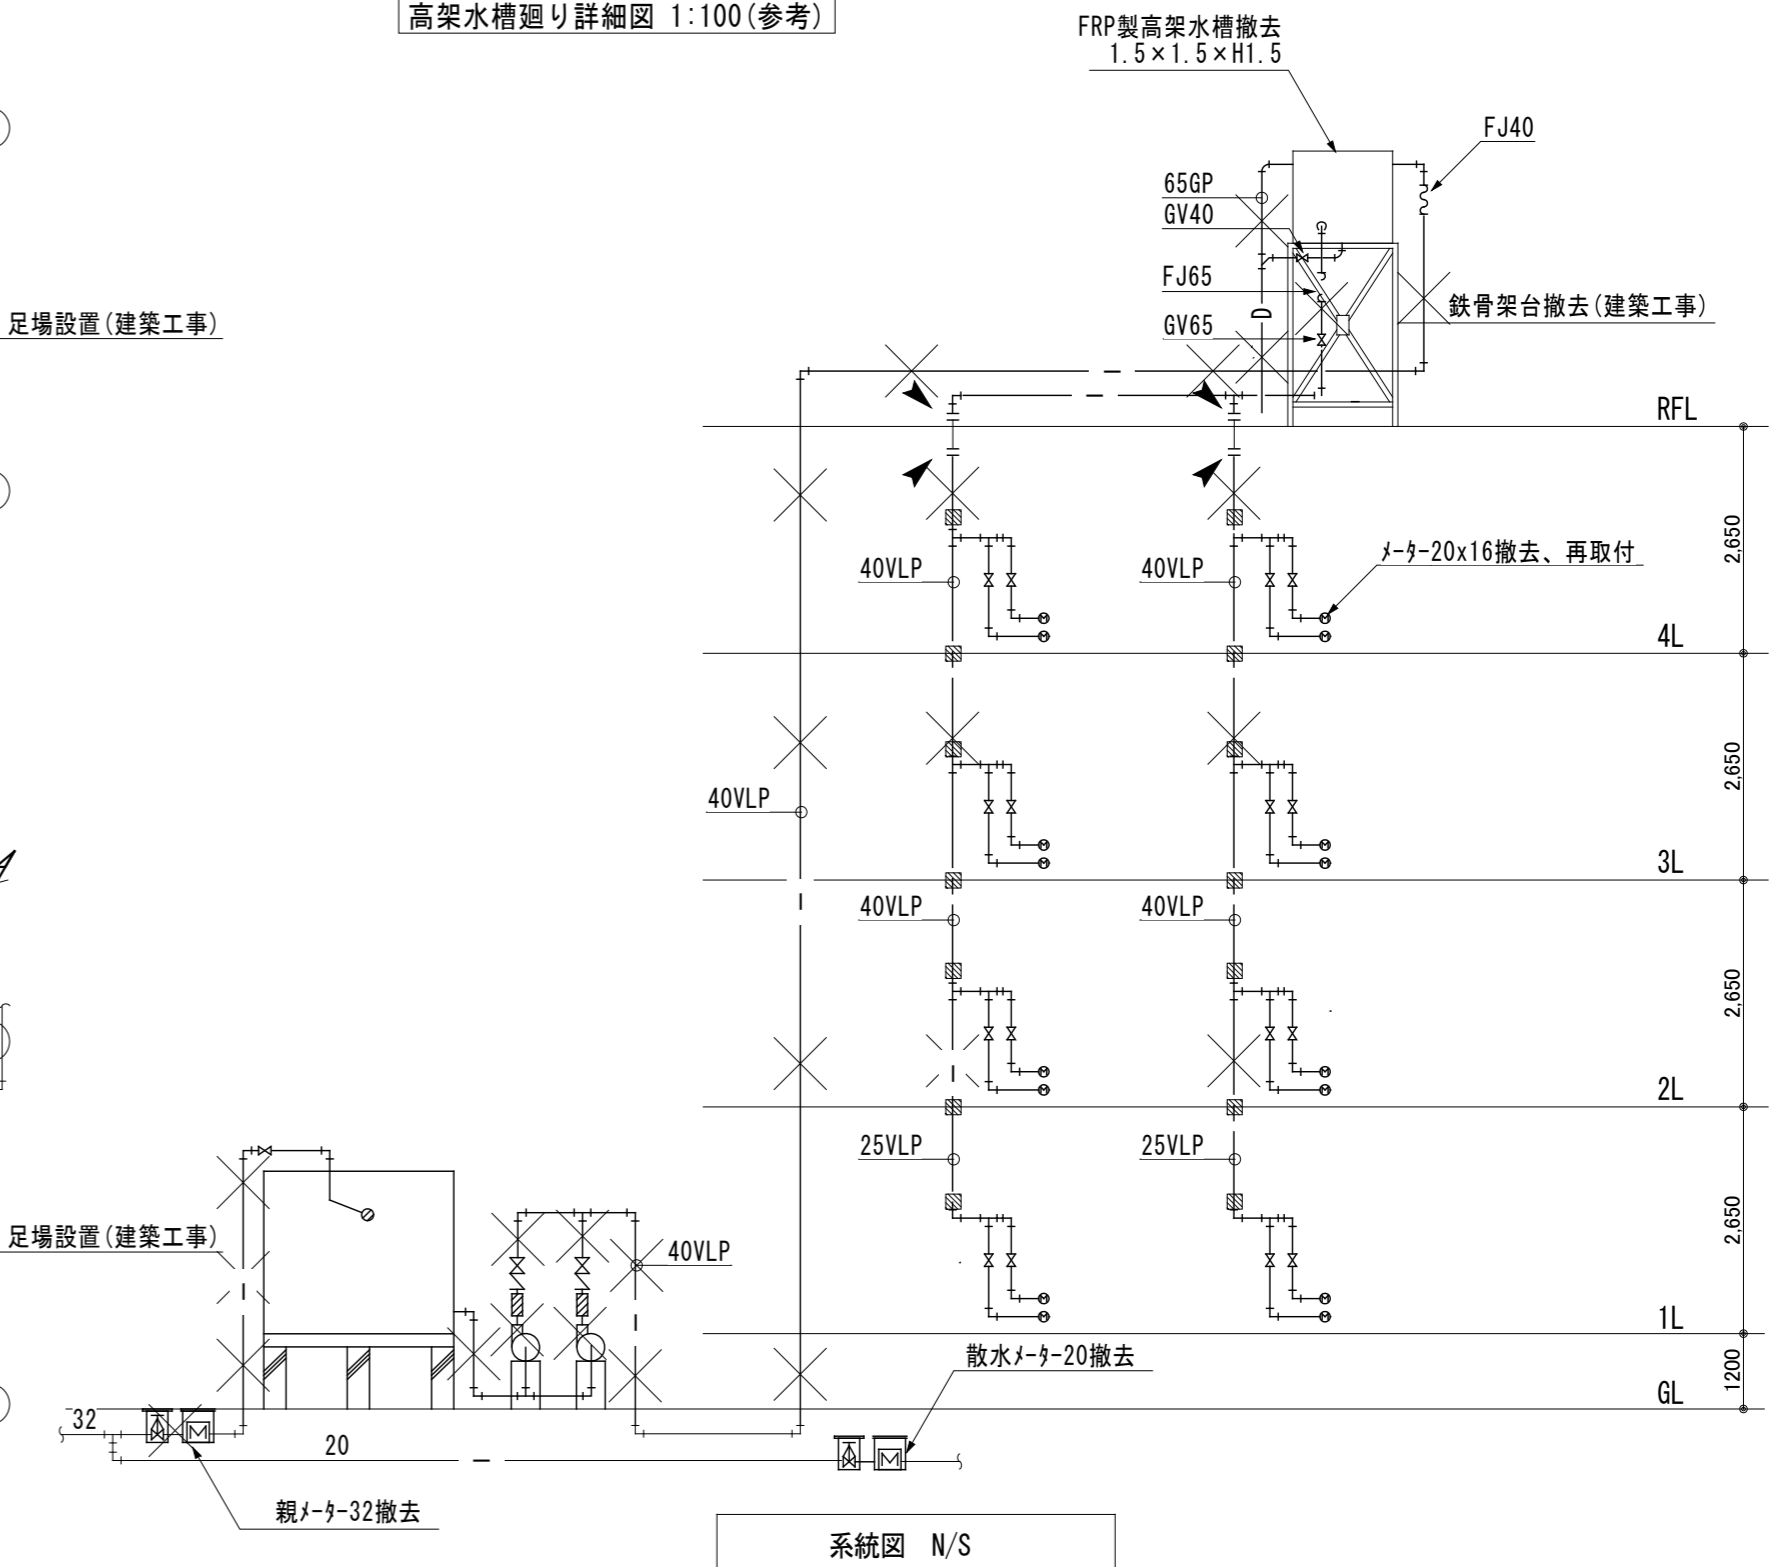 高架水槽廻り詳細図 1:100(参考)
FRP製高架水槽撤去
1.5×1.5×H1.5
FJ40
65GP
GV40
FJ65
GV65
D
鉄骨架台撤去(建築工事)
足場設置(建築工事)
RFL
2,650
40VLP
40VLP
メーター20x16撤去、再取付
4L
2,650
40VLP
3L
40VLP
40VLP
2,650
2L
25VLP
25VLP
2,650
足場設置(建築工事)
40VLP
1L
散水メーター20撤去
1200
GL
32
M
20
M
親メーター32撤去
系統図 N/S